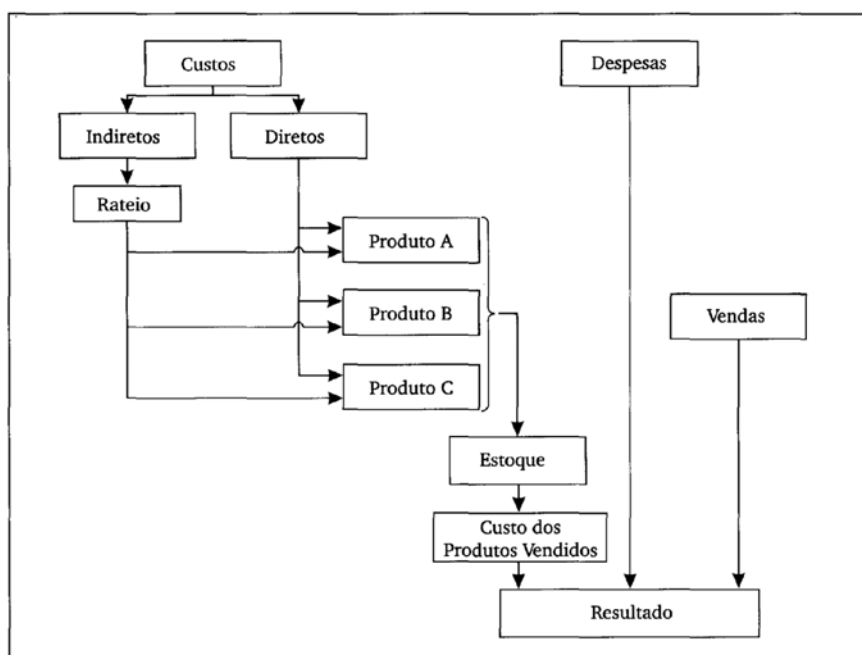 Custos
Despesas
Indiretos
Diretos
Rateio
Produto A
Produto B
Vendas
Produto C
Estoque
Custo dos
Produtos Vendidos
Resultado